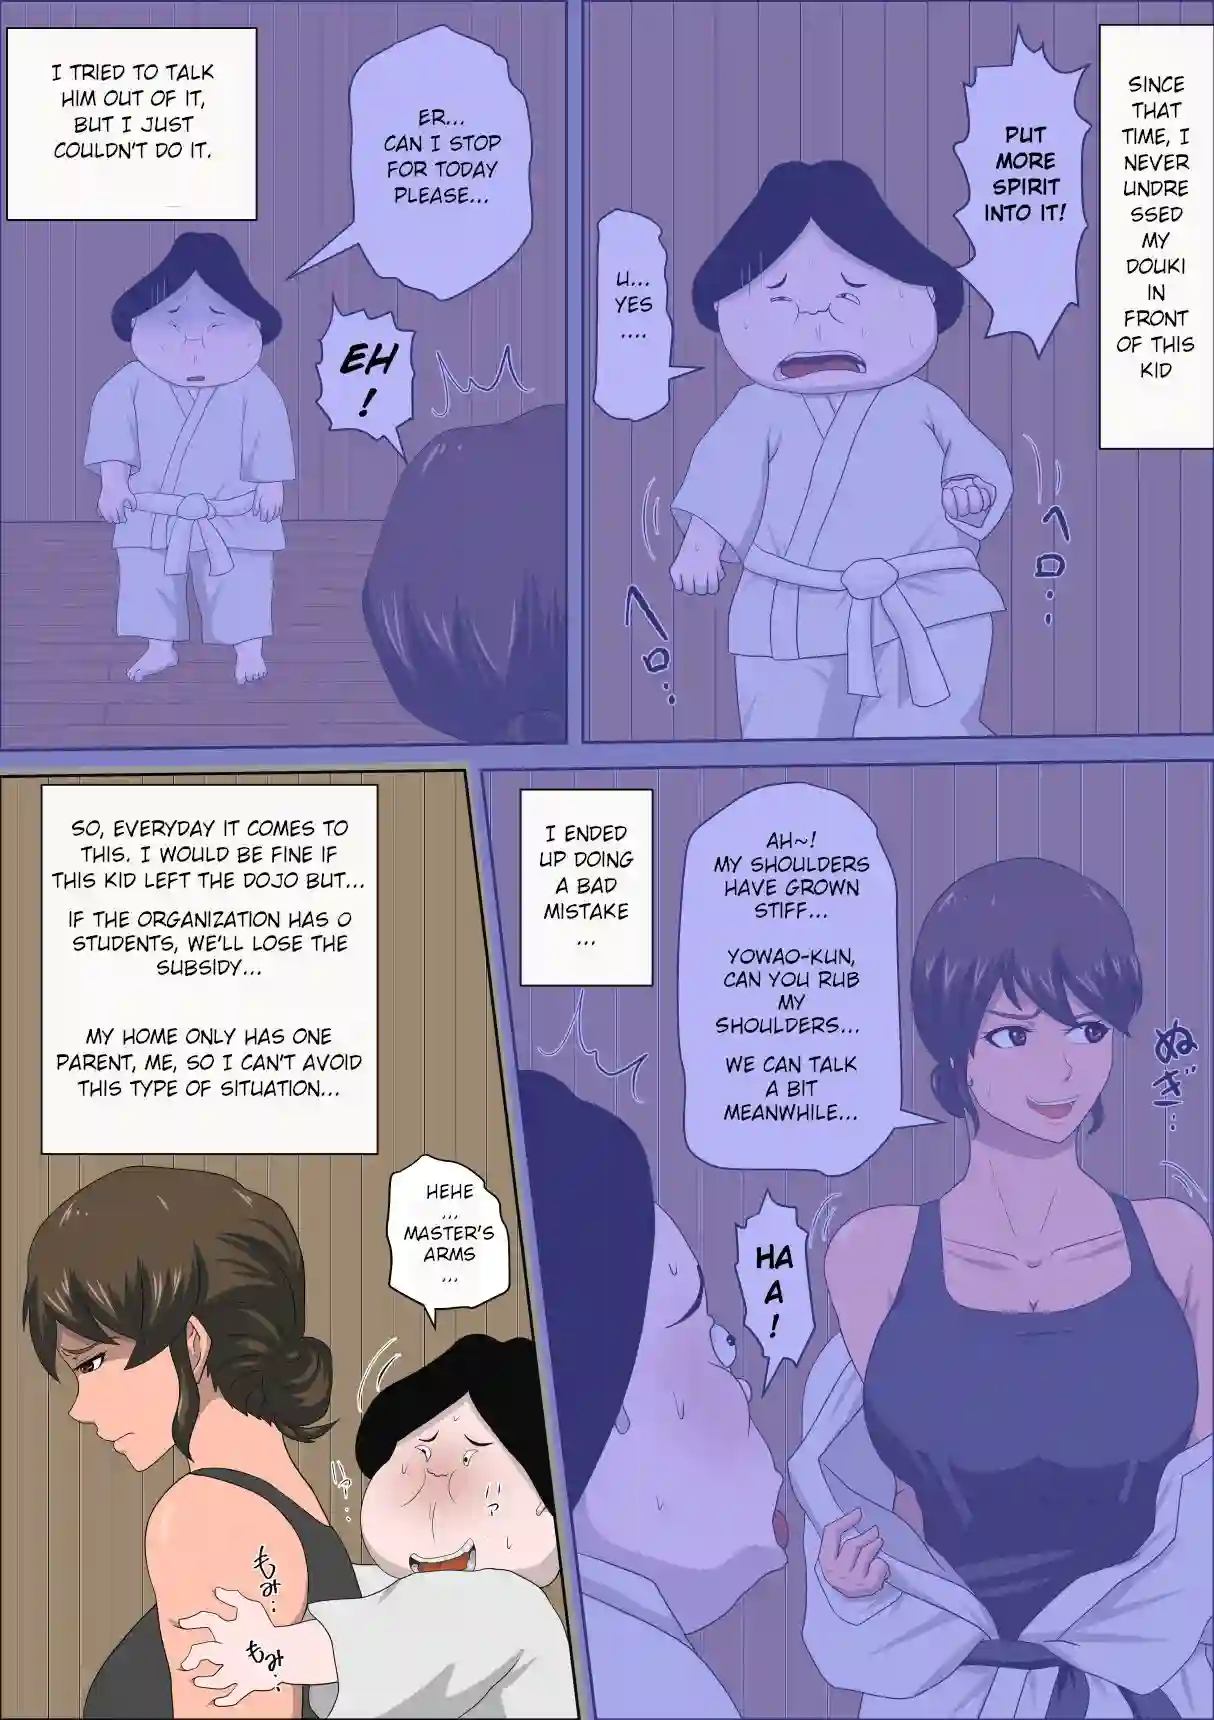 SINCE
THAT
TIME, I
NEVER
UNDRE
SSED
MY
DOUKI
IN
FRONT
OF THIS
KID
PUT
MORE
SPIRIT
INTO IT!
U...
YES
....
ヘロ...
ヘロ...
I TRIED TO TALK
HIM OUT OF IT,
BUT I JUST
COULDN'T DO IT.
ER...
CAN I STOP
FOR TODAY
PLEASE...
EH
!
I ENDED
UP DOING
A BAD
MISTAKE
...
AH~!
MY SHOULDERS
HAVE GROWN
STIFF...
YOWAO-KUN,
CAN YOU RUB
MY
SHOULDERS...
WE CAN TALK
A BIT
MEANWHILE...
ぬぎ...
HA
A
!
SO, EVERYDAY IT COMES TO
THIS. I WOULD BE FINE IF
THIS KID LEFT THE DOJO BUT...
IF THE ORGANIZATION HAS 0
STUDENTS, WE'LL LOSE THE
SUBSIDY...
MY HOME ONLY HAS ONE
PARENT, ME, SO I CAN'T AVOID
THIS TYPE OF SITUATION...
HEHE
...
MASTER'S
ARMS
...
もみ...
もみ...